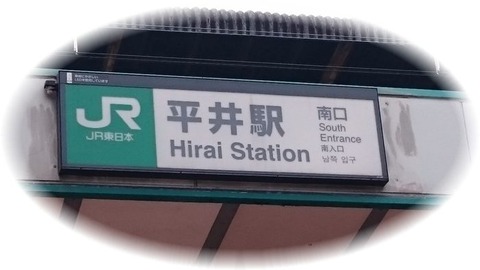 JR
JR東日本
平井駅
Hirai Station
南口
South
Entrance
南入口
남쪽 입구